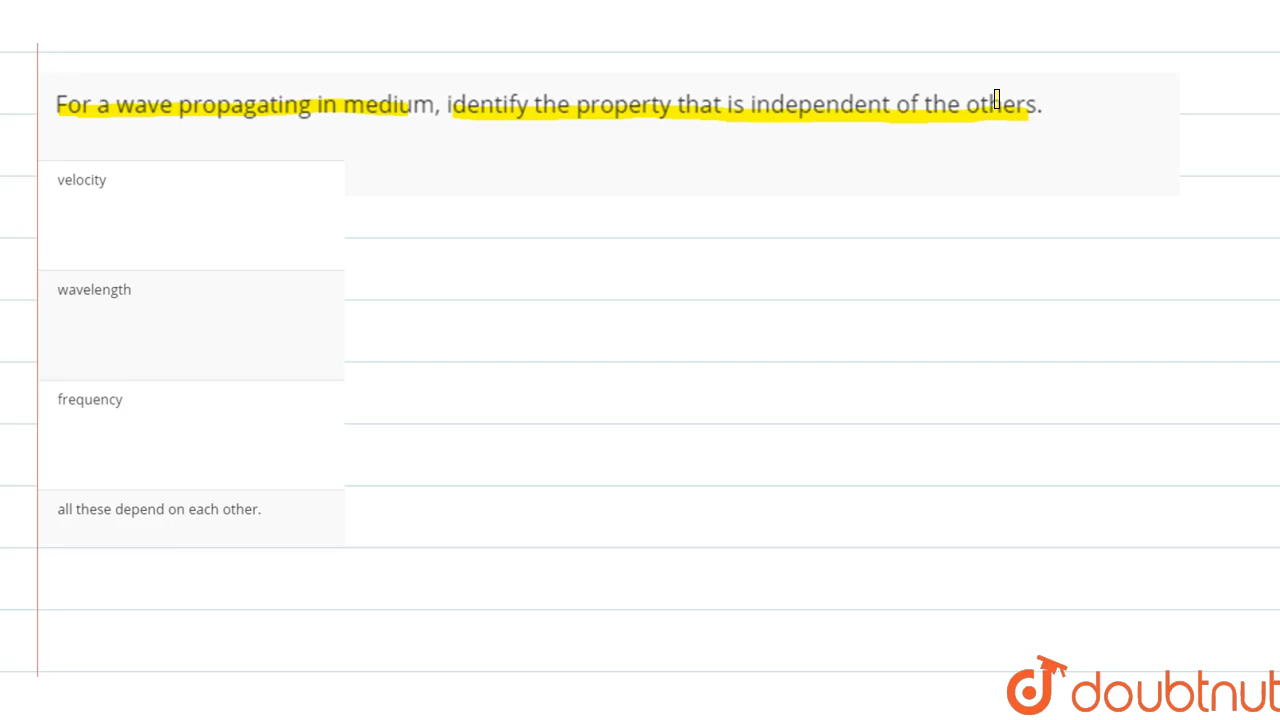 For a wave propagating in medium, identify the property that is independent of the others.
velocity
wavelength
frequency
all these depend on each other.
doubtnut